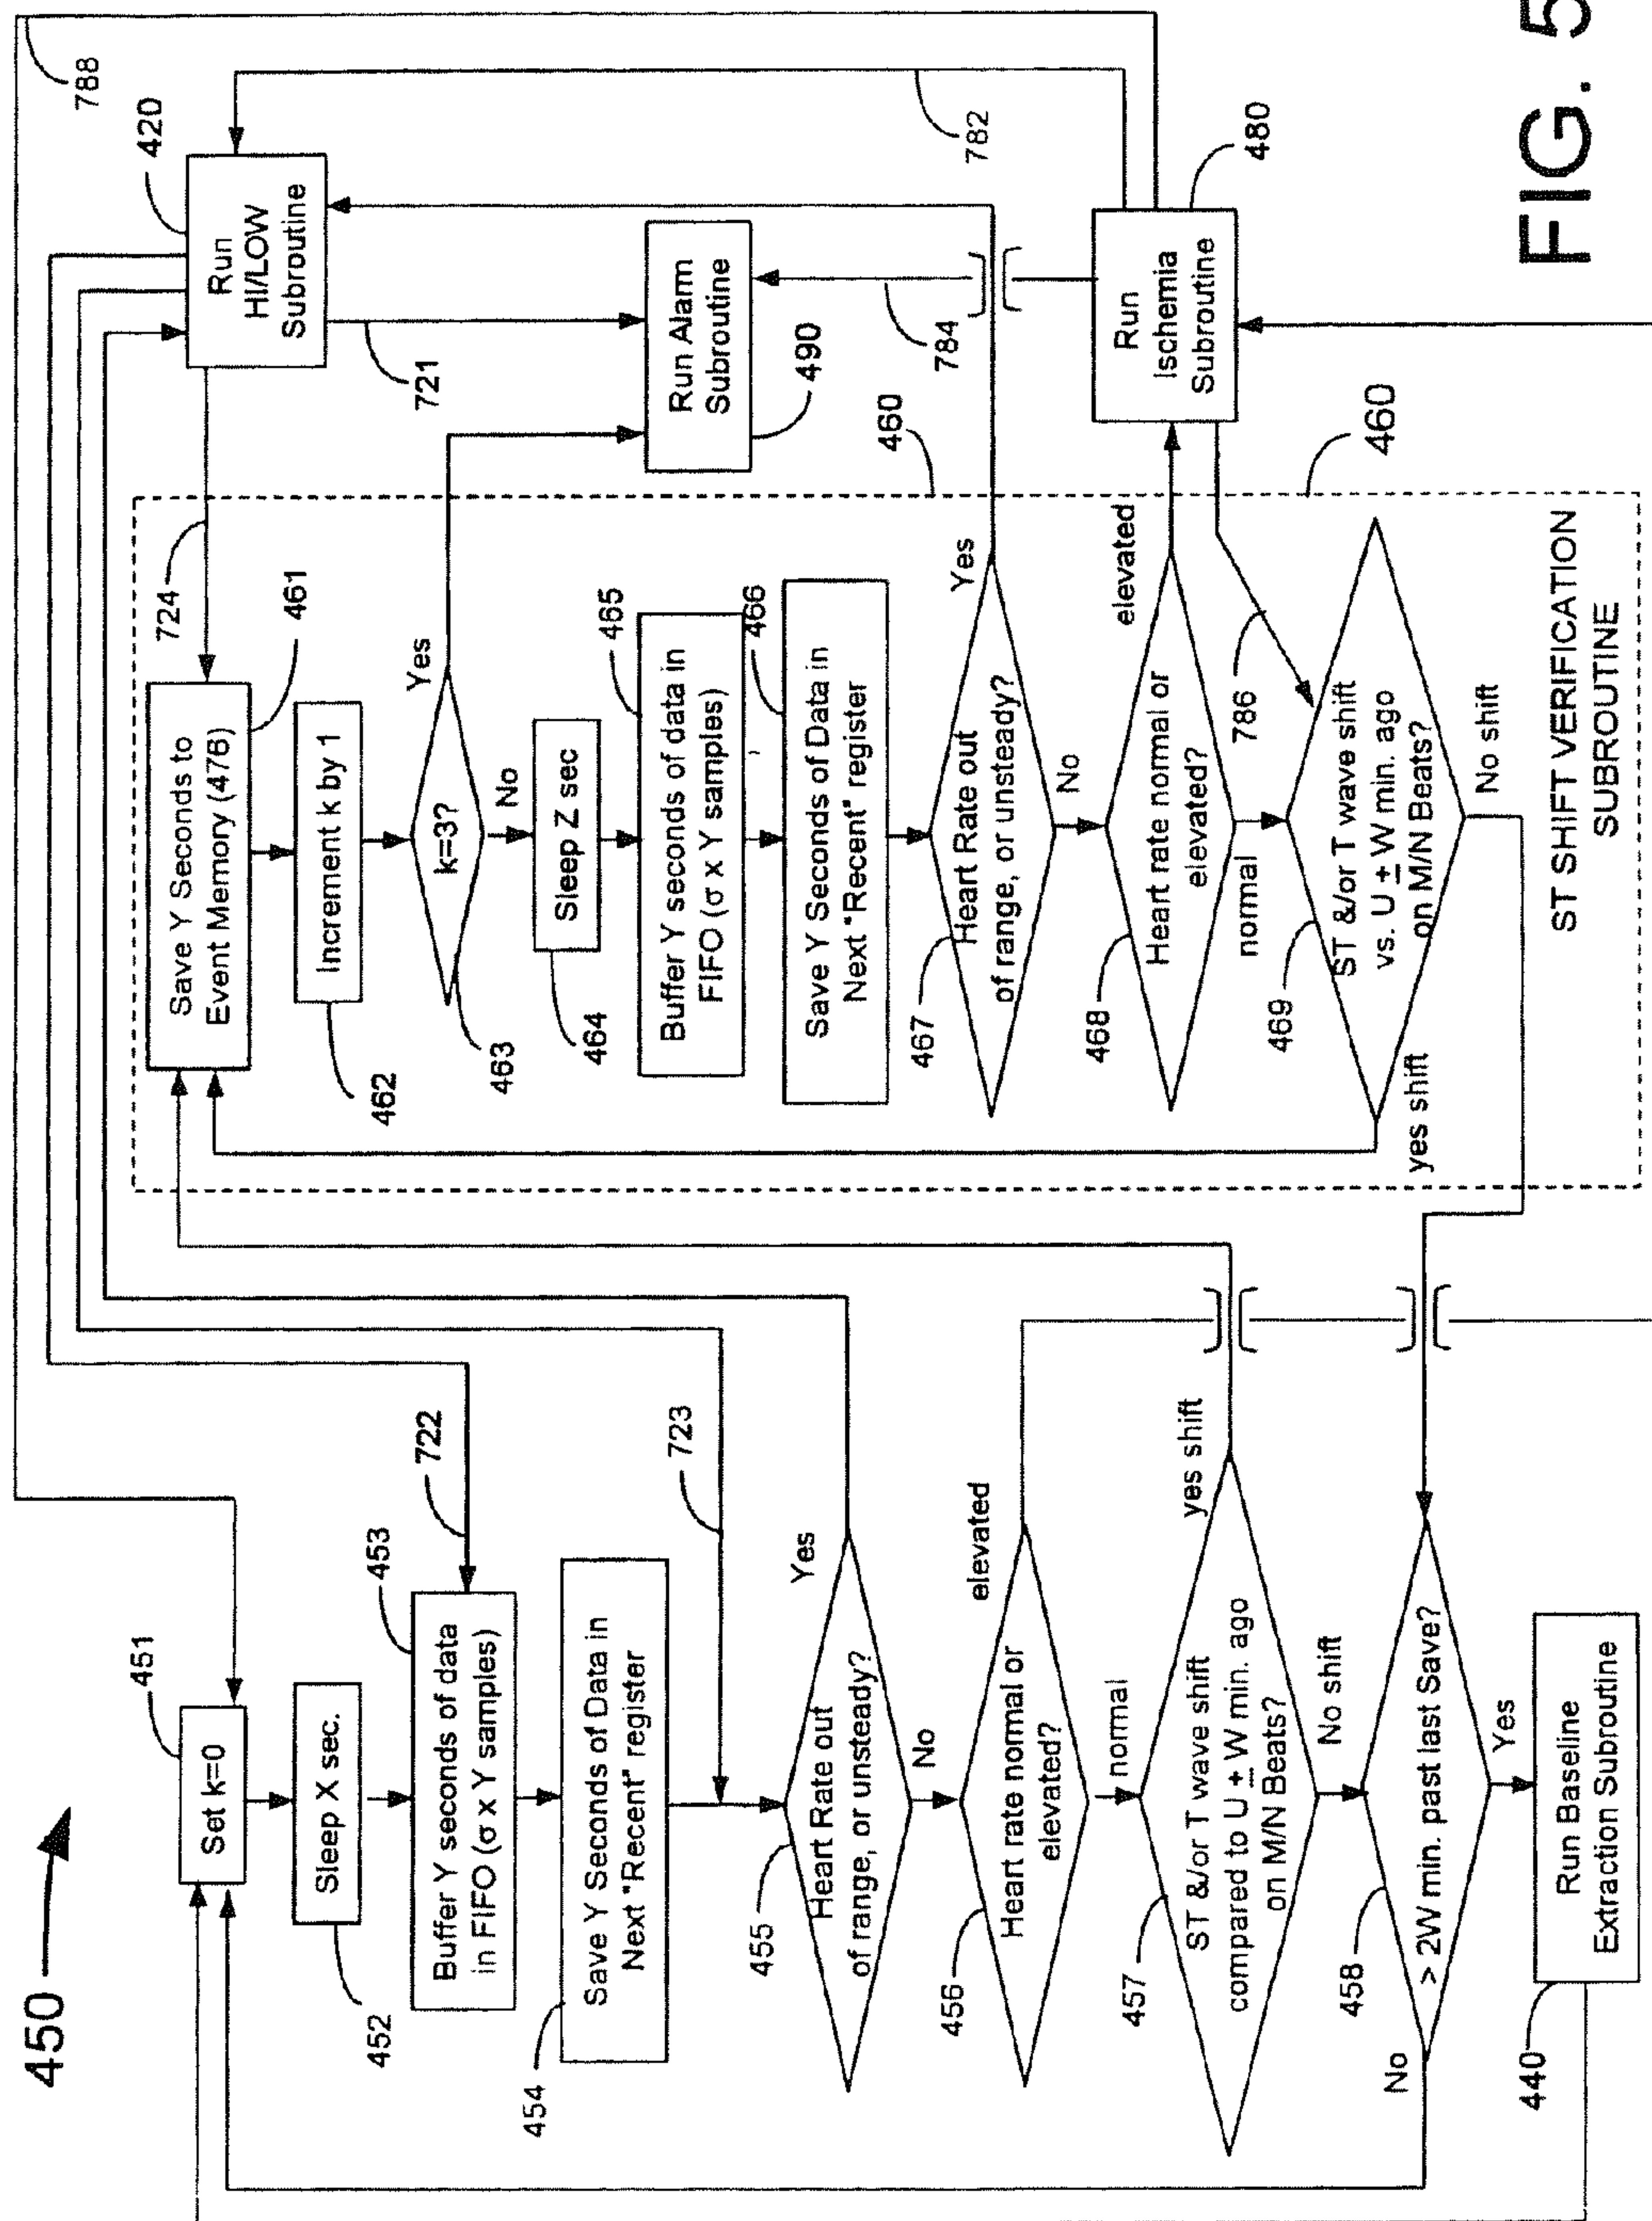 450
451
Set k=0
Sleep X sec.
452
453
Buffer Y seconds of data
in FIFO (σ x Y samples)
722
Save Y Seconds of Data in
Next "Recent" register
454
723
455
Heart Rate out
of range, or unsteady?
Yes
No
456
Heart rate normal or
elevated?
elevated
normal
457
ST &/or T wave shift
compared to U ± W min. ago
on M/N Beats?
yes shift
No shift
458
> 2W min. past last Save?
No
Yes
Run Baseline
Extraction Subroutine
440
724
Save Y Seconds to
Event Memory (476)
461
Increment k by 1
462
k=3?
Yes
463
No
Sleep Z sec
464
465
Buffer Y seconds of data in
FIFO (σ x Y samples)
466
Save Y Seconds of Data in
Next "Recent" register
467
Heart Rate out
of range, or unsteady?
Yes
No
468
Heart rate normal or
elevated?
elevated
normal
786
469
ST &/or T wave shift
vs. U ± W min. ago
on M/N Beats?
yes shift
No shift
ST SHIFT VERIFICATION
SUBROUTINE
460
460
788
420
Run
HI/LOW
Subroutine
721
782
Run Alarm
Subroutine
490
784
Run
Ischemia
Subroutine
480
FIG. 5